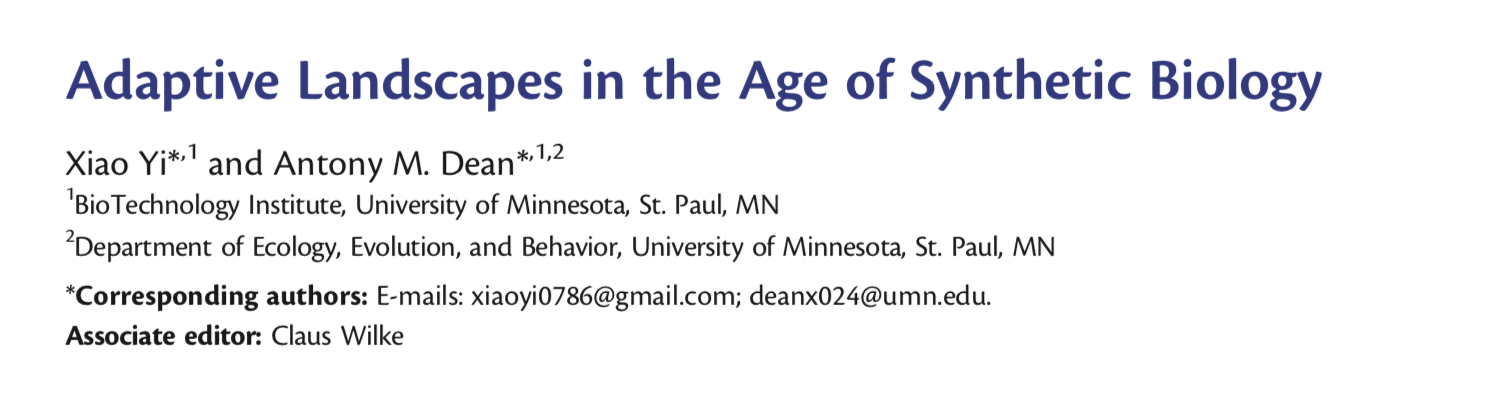 Adaptive Landscapes in the Age of Synthetic Biology
Xiao Yi*,1 and Antony M. Dean*,1,2
1BioTechnology Institute, University of Minnesota, St. Paul, MN
2Department of Ecology, Evolution, and Behavior, University of Minnesota, St. Paul, MN
*Corresponding authors: E-mails: xiaoyi0786@gmail.com; deanx024@umn.edu.
Associate editor: Claus Wilke